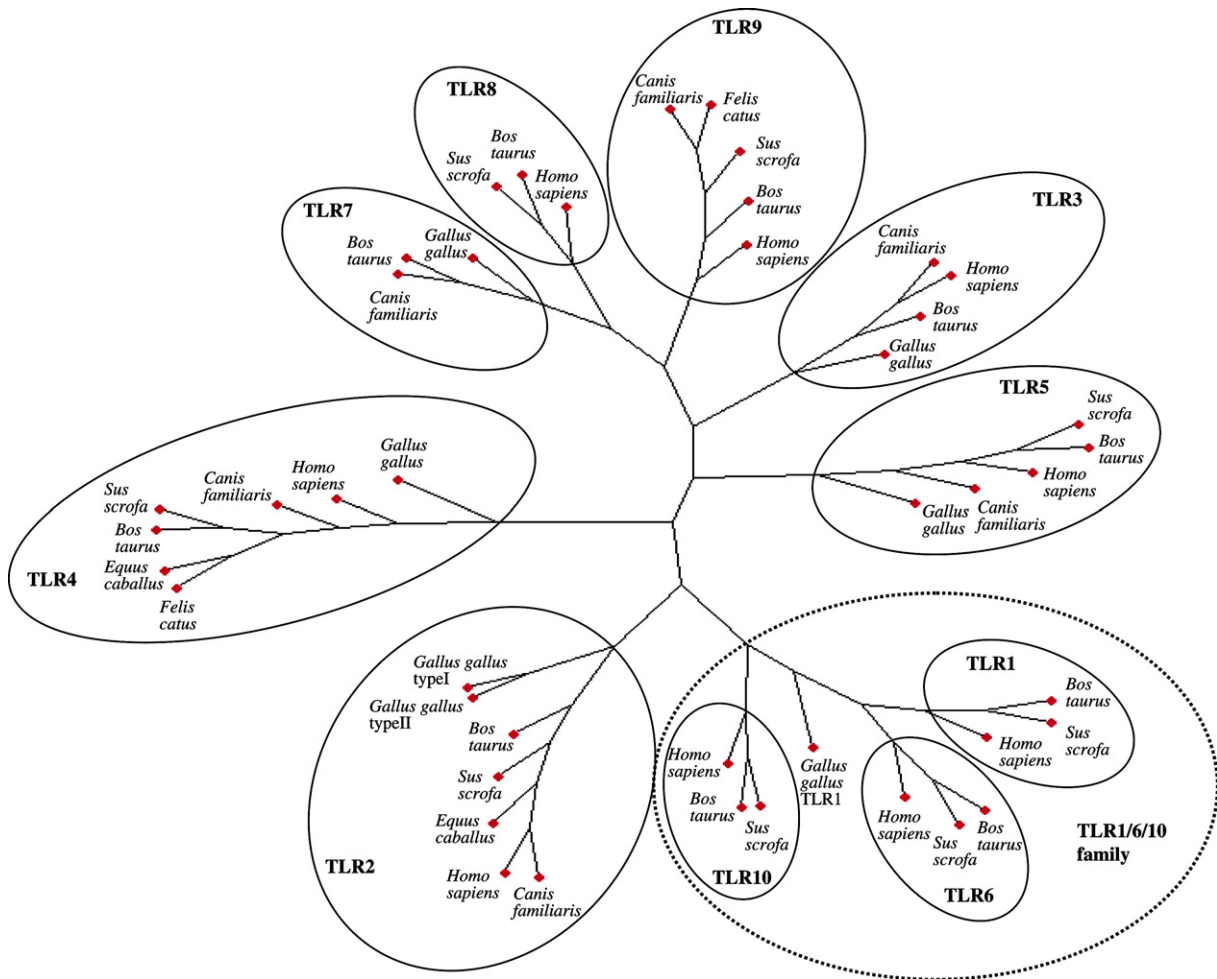 TLR9
Canis
familiaris
Felis
catus
Sus
scrofa
Bos
taurus
Homo
sapiens
TLR8
Bos
taurus
Sus
scrofa
Homo
sapiens
TLR7
Bos
taurus
Gallus
gallus
Canis
familiaris
TLR3
Canis
familiaris
Homo
sapiens
Bos
taurus
Gallus
gallus
TLR5
Sus
scrofa
Bos
taurus
Homo
sapiens
Canis
familiaris
Gallus
gallus
Gallus
gallus
Homo
sapiens
Canis
familiaris
Sus
scrofa
Bos
taurus
Equus
caballus
Felis
catus
TLR4
Gallus gallus
typeI
Gallus gallus
typeII
Bos
taurus
Sus
scrofa
Equus
caballus
Homo
sapiens
Canis
familiaris
TLR2
TLR1
Bos
taurus
Sus
scrofa
Homo
sapiens
Gallus
gallus
TLR1
Homo
sapiens
Bos
taurus
Sus
scrofa
TLR10
Homo
sapiens
Sus
scrofa
Bos
taurus
TLR6
TLR1/6/10
family